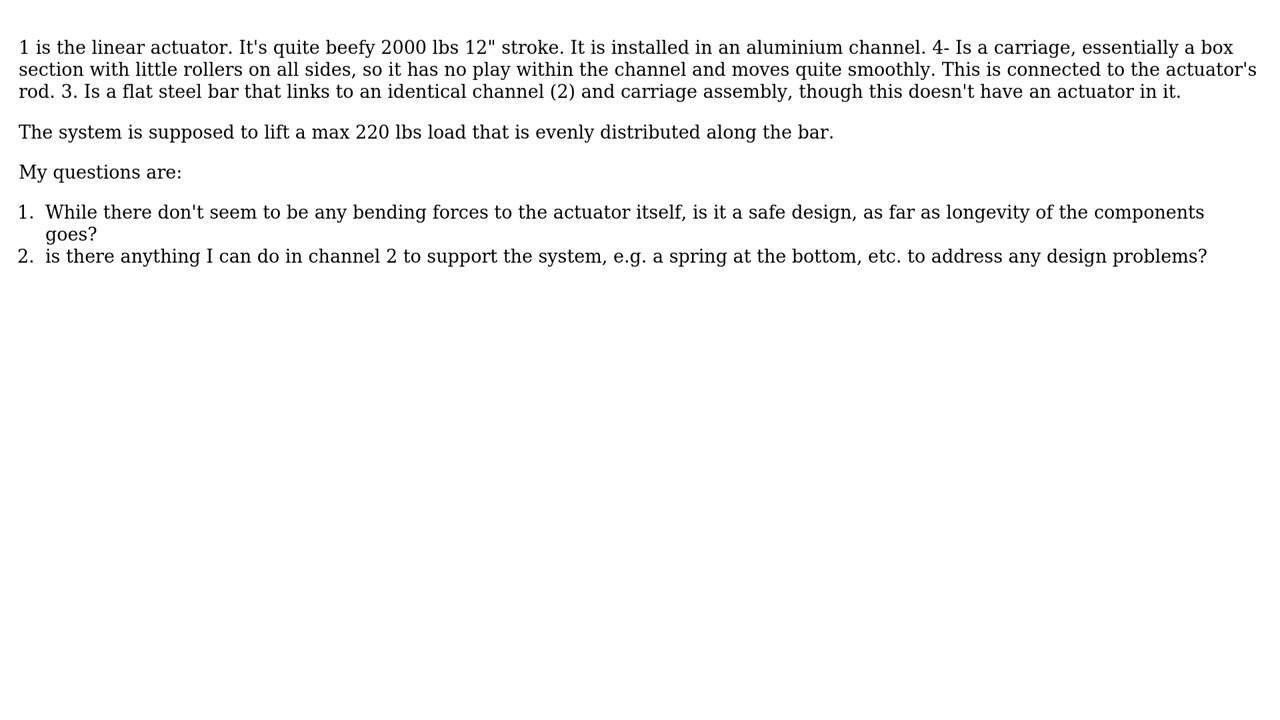 1 is the linear actuator. It's quite beefy 2000 lbs 12" stroke. It is installed in an aluminium channel. 4- Is a carriage, essentially a box
section with little rollers on all sides, so it has no play within the channel and moves quite smoothly. This is connected to the actuator's
rod. 3. Is a flat steel bar that links to an identical channel (2) and carriage assembly, though this doesn't have an actuator in it.
The system is supposed to lift a max 220 lbs load that is evenly distributed along the bar.
My questions are:
1. While there don't seem to be any bending forces to the actuator itself, is it a safe design, as far as longevity of the components
goes?
2. is there anything I can do in channel 2 to support the system, e.g. a spring at the bottom, etc. to address any design problems?